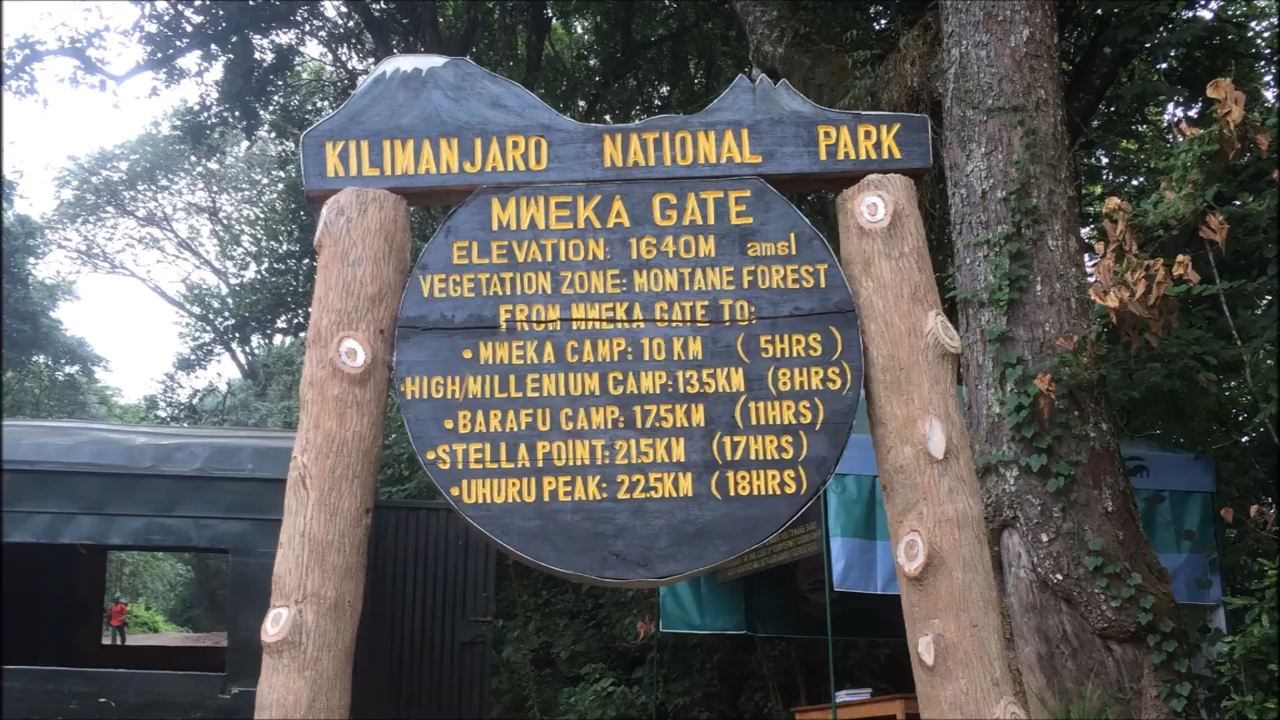 KILIMANJARO NATIONAL PARK
MWEKA GATE
ELEVATION: 1640M amsl
VEGETATION ZONE: MONTANE FOREST
FROM MWEKA GATE TO:
• MWEKA CAMP: 10 KM ( 5HRS )
•HIGH/MILLENIUM CAMP: 13.5KM (8HRS)
•BARAFU CAMP: 17.5KM (11HRS)
•STELLA POINT: 21.5KM (17HRS)
•UHURU PEAK: 22.5KM (18HRS)